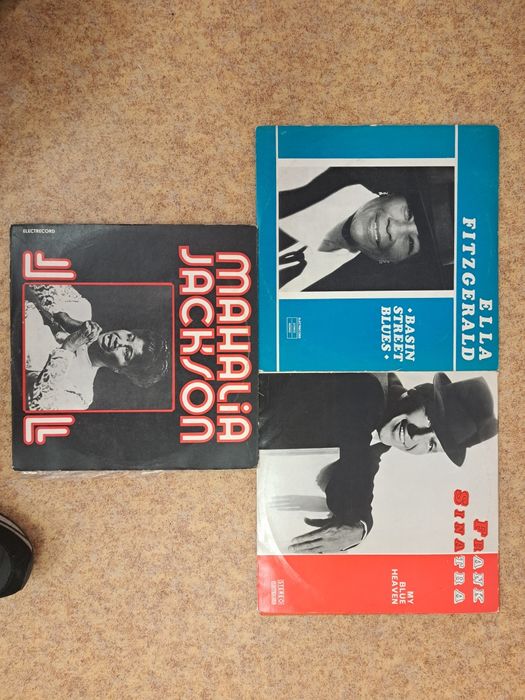 ELECTRECORD
MAHALIA
JACKSON
ELLA
FITZGERALD
• BASIN
STREET
BLUES •
FRANK
SINATRA
MY
BLUE
HEAVEN
STEREO